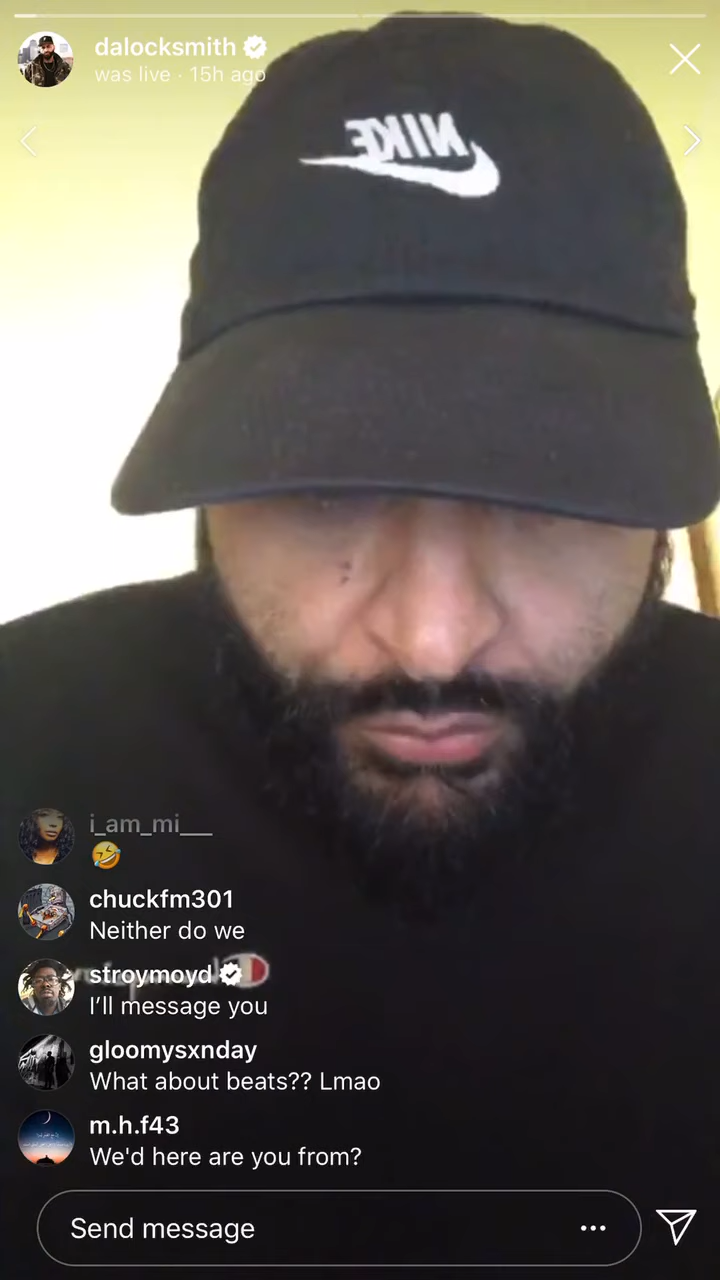 dalocksmith
was live · 15h ago
NIKE
i_am_mi___
🤣
chuckfm301
Neither do we
stroymoyd
I’ll message you
gloomysxnday
What about beats?? Lmao
m.h.f43
We'd here are you from?
Send message